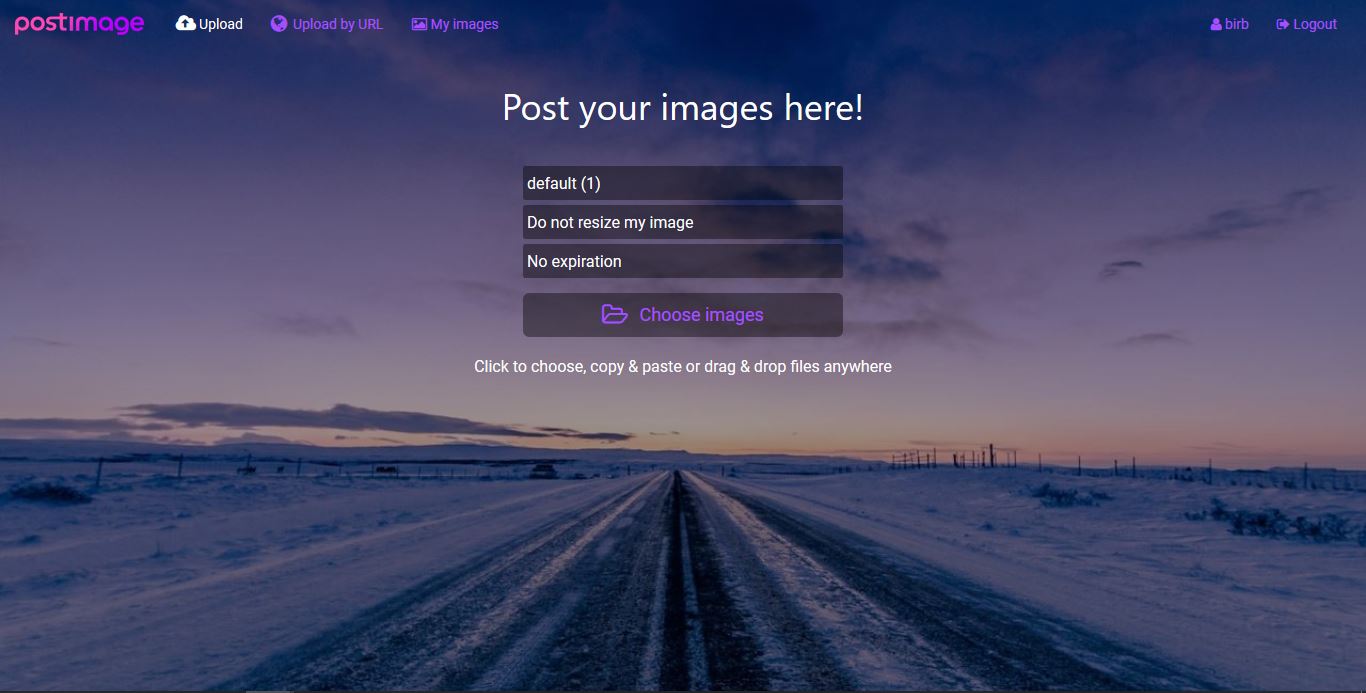 postimage
Upload
Upload by URL
My images
birb
Logout
Post your images here!
default (1)
Do not resize my image
No expiration
Choose images
Click to choose, copy & paste or drag & drop files anywhere